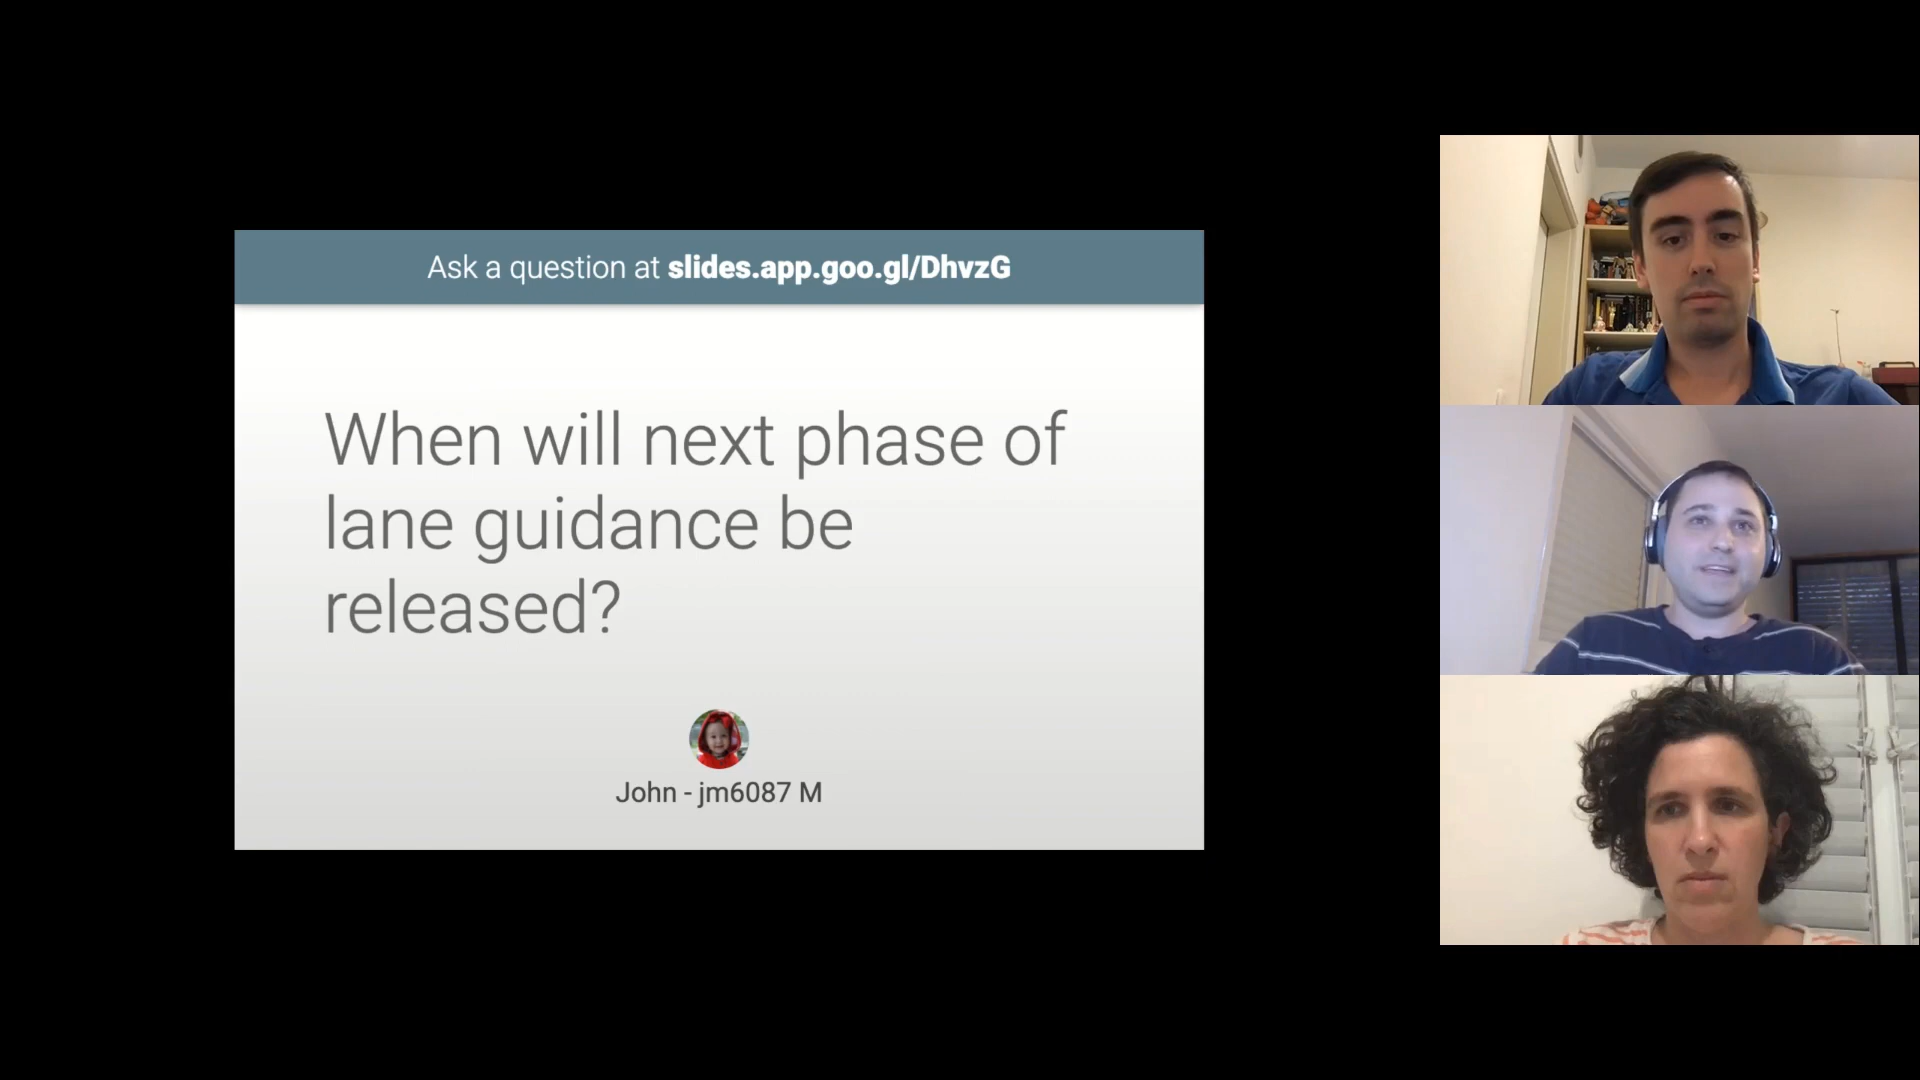 Ask a question at slides.app.goo.gl/DhvzG
When will next phase of
lane guidance be
released?
John - jm6087 M